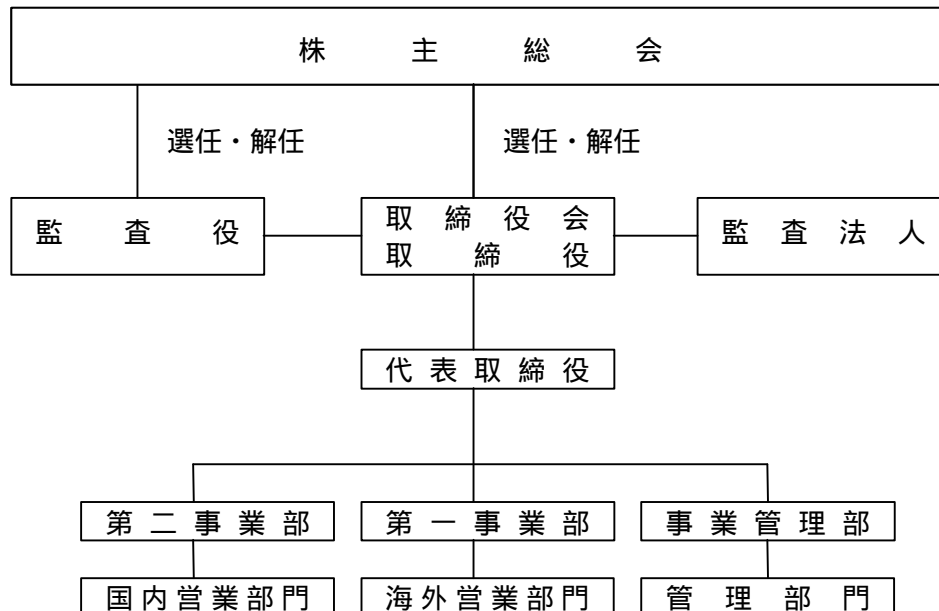 株主総会
選任・解任
選任・解任
監査役
取締役会
取締役
監査法人
代表取締役
第二事業部
第一事業部
事業管理部
国内営業部門
海外営業部門
管理部門